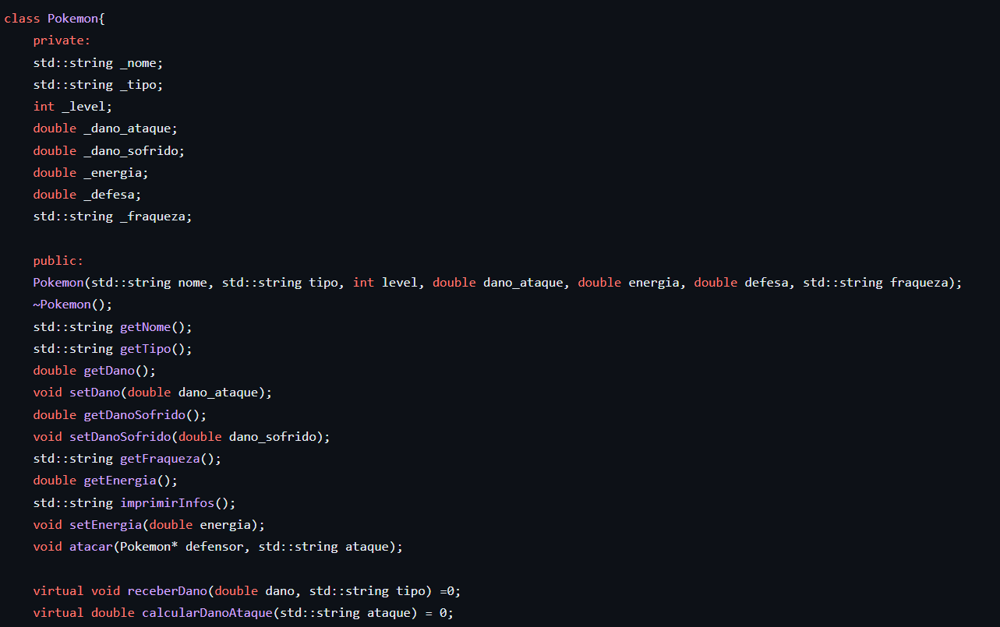 class Pokemon{
private:
std::string _nome;
std::string _tipo;
int _level;
double _dano_ataque;
double _dano_sofrido;
double _energia;
double _defesa;
std::string _fraqueza;
public:
Pokemon(std::string nome, std::string tipo, int level, double dano_ataque, double energia, double defesa, std::string fraqueza);
~Pokemon();
std::string getNome();
std::string getTipo();
double getDano();
void setDano(double dano_ataque);
double getDanoSofrido();
void setDanoSofrido(double dano_sofrido);
std::string getFraqueza();
double getEnergia();
std::string imprimirInfos();
void setEnergia(double energia);
void atacar(Pokemon* defensor, std::string ataque);
virtual void receberDano(double dano, std::string tipo) =0;
virtual double calcularDanoAtaque(std::string ataque) = 0;